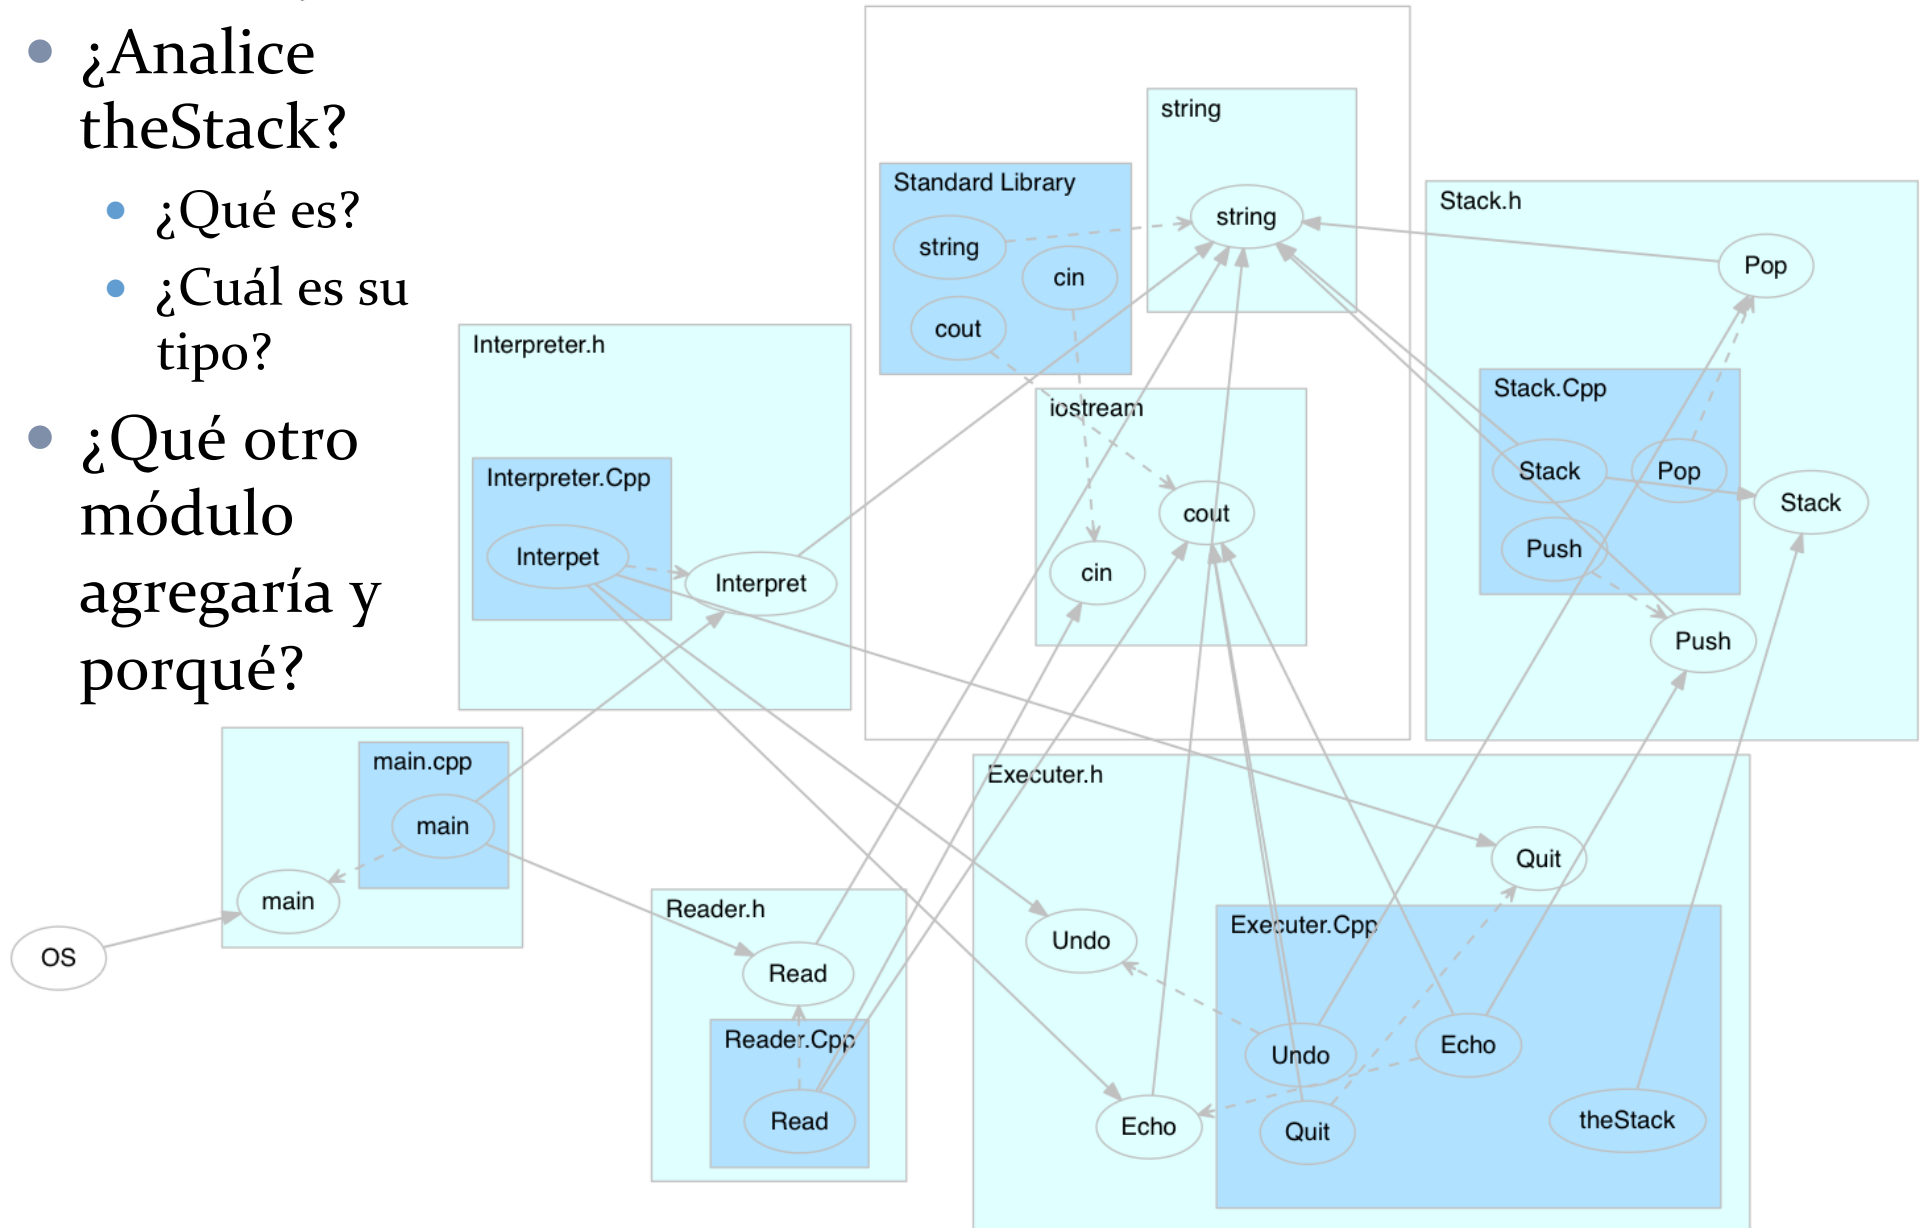 ¿Analice
theStack?
¿Qué es?
¿Cuál es su
tipo?
¿Qué otro
módulo
agregaría y
porqué?
string
string
Standard Library
string
cin
cout
iostream
cout
cin
Stack.h
Pop
Stack.Cpp
Stack
Pop
Push
Stack
Push
Interpreter.h
Interpreter.Cpp
Interpet
Interpret
main.cpp
main
main
OS
Reader.h
Read
Reader.Cpp
Read
Executer.h
Quit
Undo
Executer.Cpp
Undo
Echo
Quit
theStack
Echo